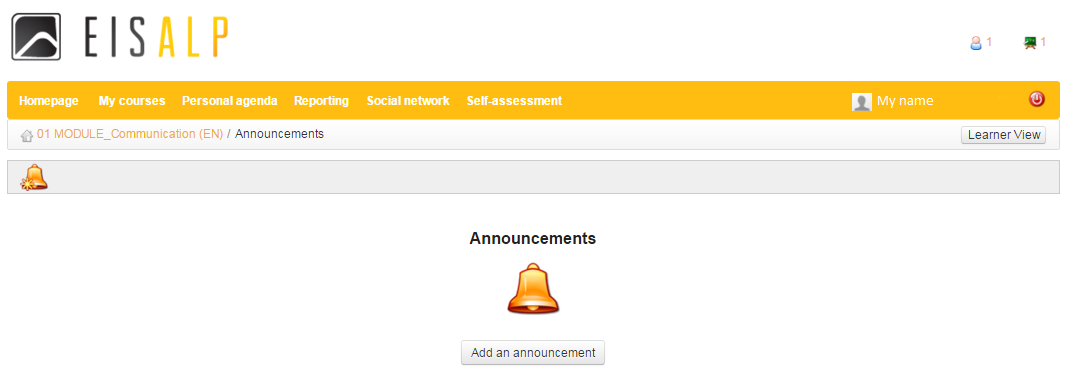 EISALP
1 1
Homepage My courses Personal agenda Reporting Social network Self-assessment My name
01 MODULE_Communication (EN) / Announcements Learner View
Announcements
Add an announcement